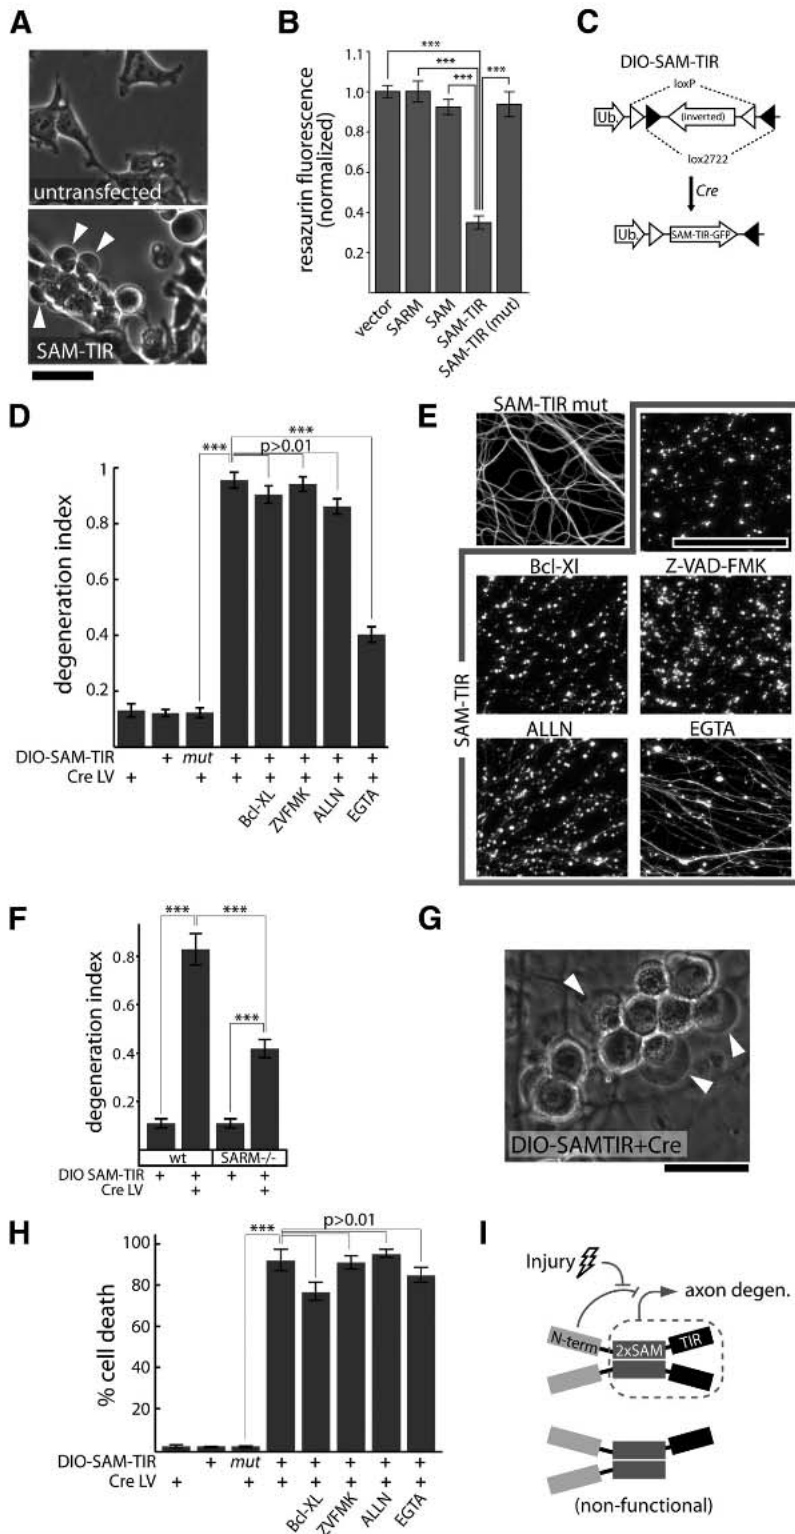 A
untransfected
SAM-TIR
B
resazurin fluorescence
(normalized)
1.1
1.0
0.8
0.6
0.4
0.2
***
***
***
***
vector
SARM
SAM
SAM-TIR
SAM-TIR (mut)
C
DIO-SAM-TIR
loxP
Ub.
(inverted)
lox2722
Cre
Ub.
SAM-TIR-GFP
D
degeneration index
1
0.8
0.6
0.4
0.2
***
***
p>0.01
DIO-SAM-TIR + mut + + + + +
Cre LV + + + + + + +
Bcl-XL
ZVFMK
ALLN
EGTA
E
SAM-TIR mut
Bcl-Xl
Z-VAD-FMK
SAM-TIR
ALLN
EGTA
F
degeneration index
0.8
0.6
0.4
0.2
***
***
***
wt
SARM-/-
DIO SAM-TIR + + + +
Cre LV + +
G
DIO-SAMTIR+Cre
H
% cell death
100
80
60
40
20
***
p>0.01
DIO-SAM-TIR + mut + + + + +
Cre LV + + + + + + +
Bcl-XL
ZVFMK
ALLN
EGTA
I
Injury
axon degen.
N-term
2xSAM
TIR
(non-functional)